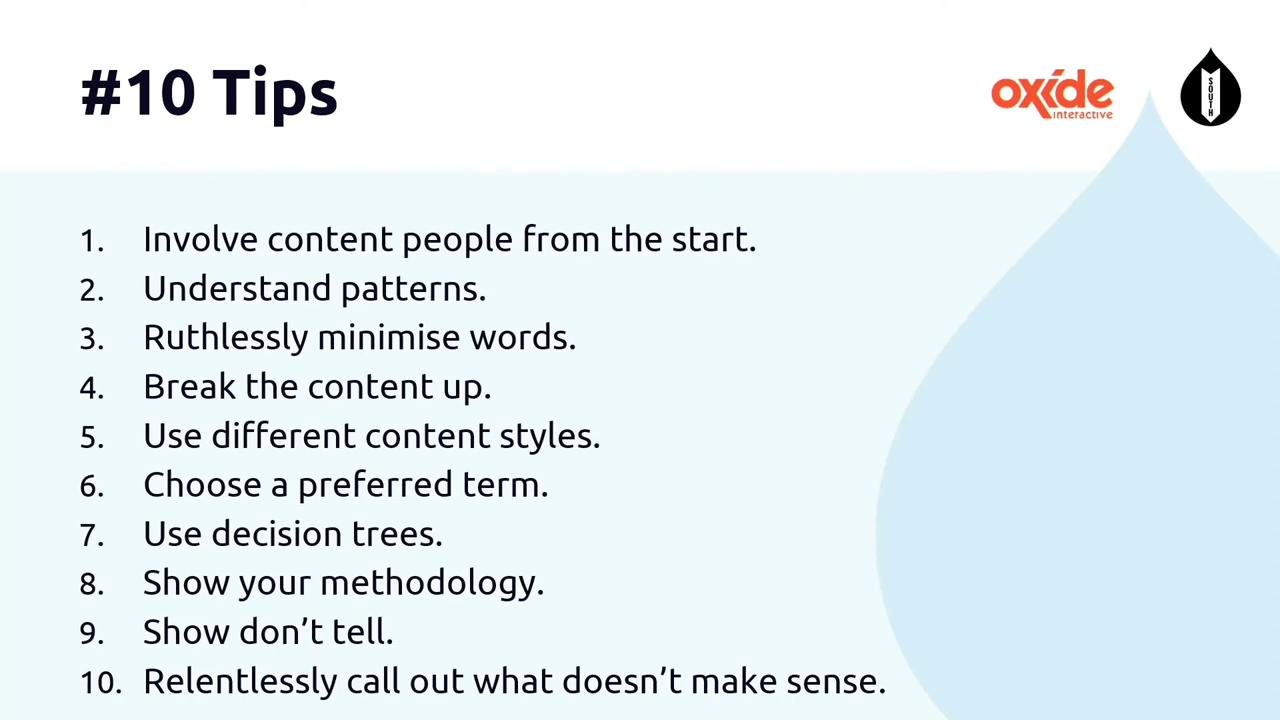 #10 Tips
oxide
interactive
SOUTH
1. Involve content people from the start.
2. Understand patterns.
3. Ruthlessly minimise words.
4. Break the content up.
5. Use different content styles.
6. Choose a preferred term.
7. Use decision trees.
8. Show your methodology.
9. Show don’t tell.
10. Relentlessly call out what doesn’t make sense.